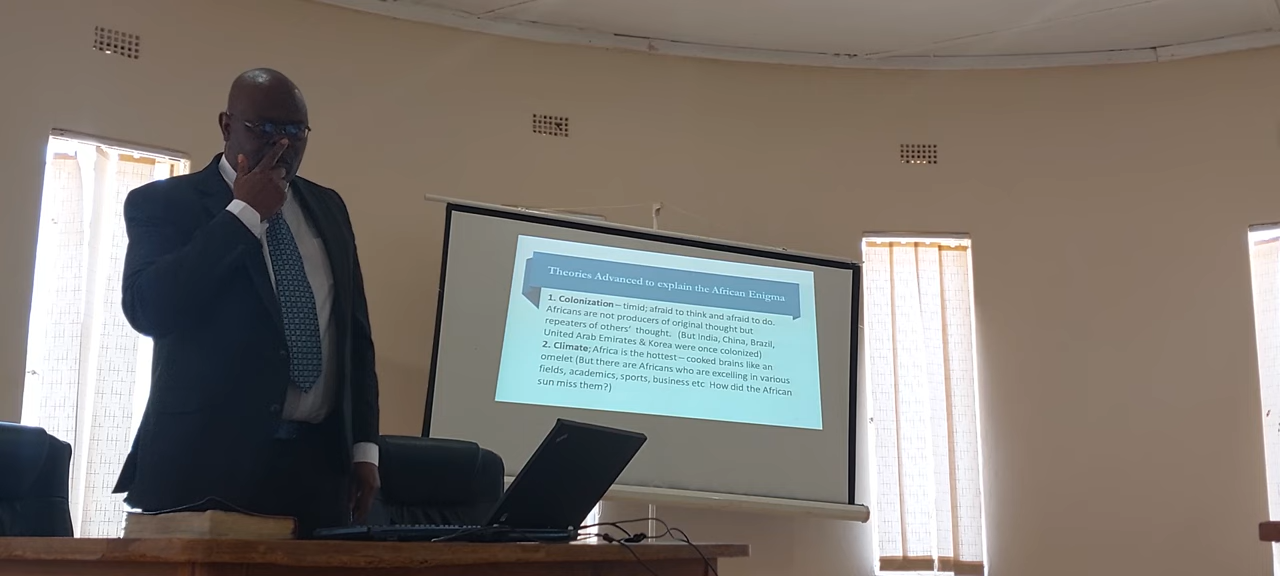 Theories Advanced to explain the African Enigma
1. Colonization – timid; afraid to think and afraid to do.
Africans are not producers of original thought but
repeaters of others' thought. (But India, China, Brazil,
United Arab Emirates & Korea were once colonized)
2. Climate; Africa is the hottest – cooked brains like an
omelet (But there are Africans who are excelling in various
fields, academics, sports, business etc How did the African
sun miss them?)